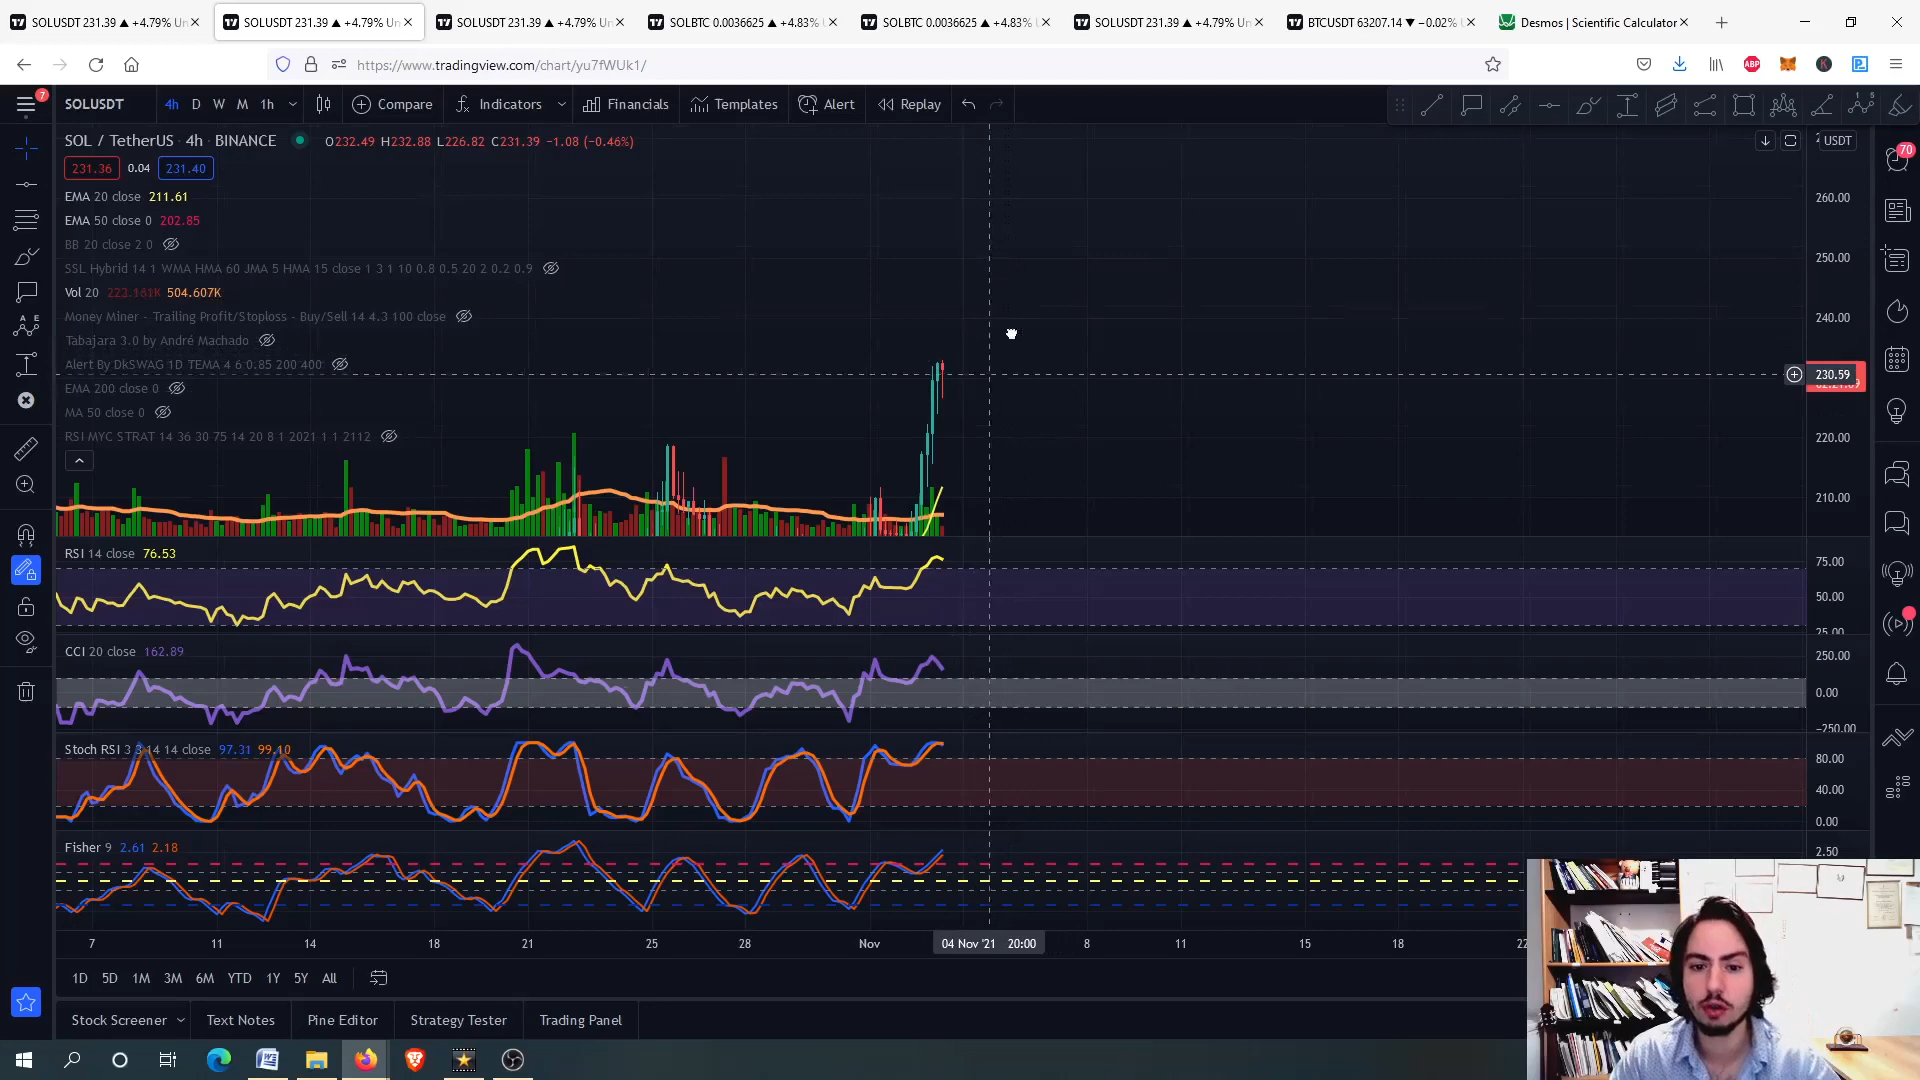 SOLUSDT 231.39 ▲ +4.79% Un
SOLUSDT 231.39 ▲ +4.79% Un
SOLUSDT 231.39 ▲ +4.79% Un
SOLBTC 0.0036625 ▲ +4.83%
SOLBTC 0.0036625 ▲ +4.83%
SOLUSDT 231.39 ▲ +4.79% Un
BTCUSDT 63207.14 ▼ −0.02%
Desmos | Scientific Calculator
https://www.tradingview.com/chart/yu7fWUk1/
ABP
K
7
SOLUSDT
4h D W M 1h
Compare
Indicators
Financials
Templates
Alert
Replay
SOL / TetherUS · 4h · BINANCE
O232.49 H232.88 L226.82 C231.39 −1.08 (−0.46%)
USDT
70
231.36 0.04 231.40
EMA 20 close 211.61
EMA 50 close 0 202.85
BB 20 close 2 0
SSL Hybrid 14 1 WMA HMA 60 JMA 5 HMA 15 close 1 3 1 10 0.8 0.5 20 2 0.2 0.9
Vol 20 223.161K 504.607K
Money Miner - Trailing Profit/Stoploss - Buy/Sell 14 4.3 100 close
Tabajara 3.0 by André Machado
Alert By DkSWAG 1D TEMA 4 6 0.85 200 400
EMA 200 close 0
MA 50 close 0
RSI MYC STRAT 14 36 30 75 14 20 8 1 2021 1 1 2112
260.00
250.00
240.00
230.59
220.00
210.00
RSI 14 close 76.53
75.00
50.00
25.00
CCI 20 close 162.89
250.00
0.00
−250.00
Stoch RSI 3 3 14 14 close 97.31 99.10
80.00
40.00
0.00
Fisher 9 2.61 2.18
2.50
7 11 14 18 21 25 28 Nov 04 Nov '21 20:00 8 11 15 18 22
1D 5D 1M 3M 6M YTD 1Y 5Y All
Stock Screener
Text Notes
Pine Editor
Strategy Tester
Trading Panel